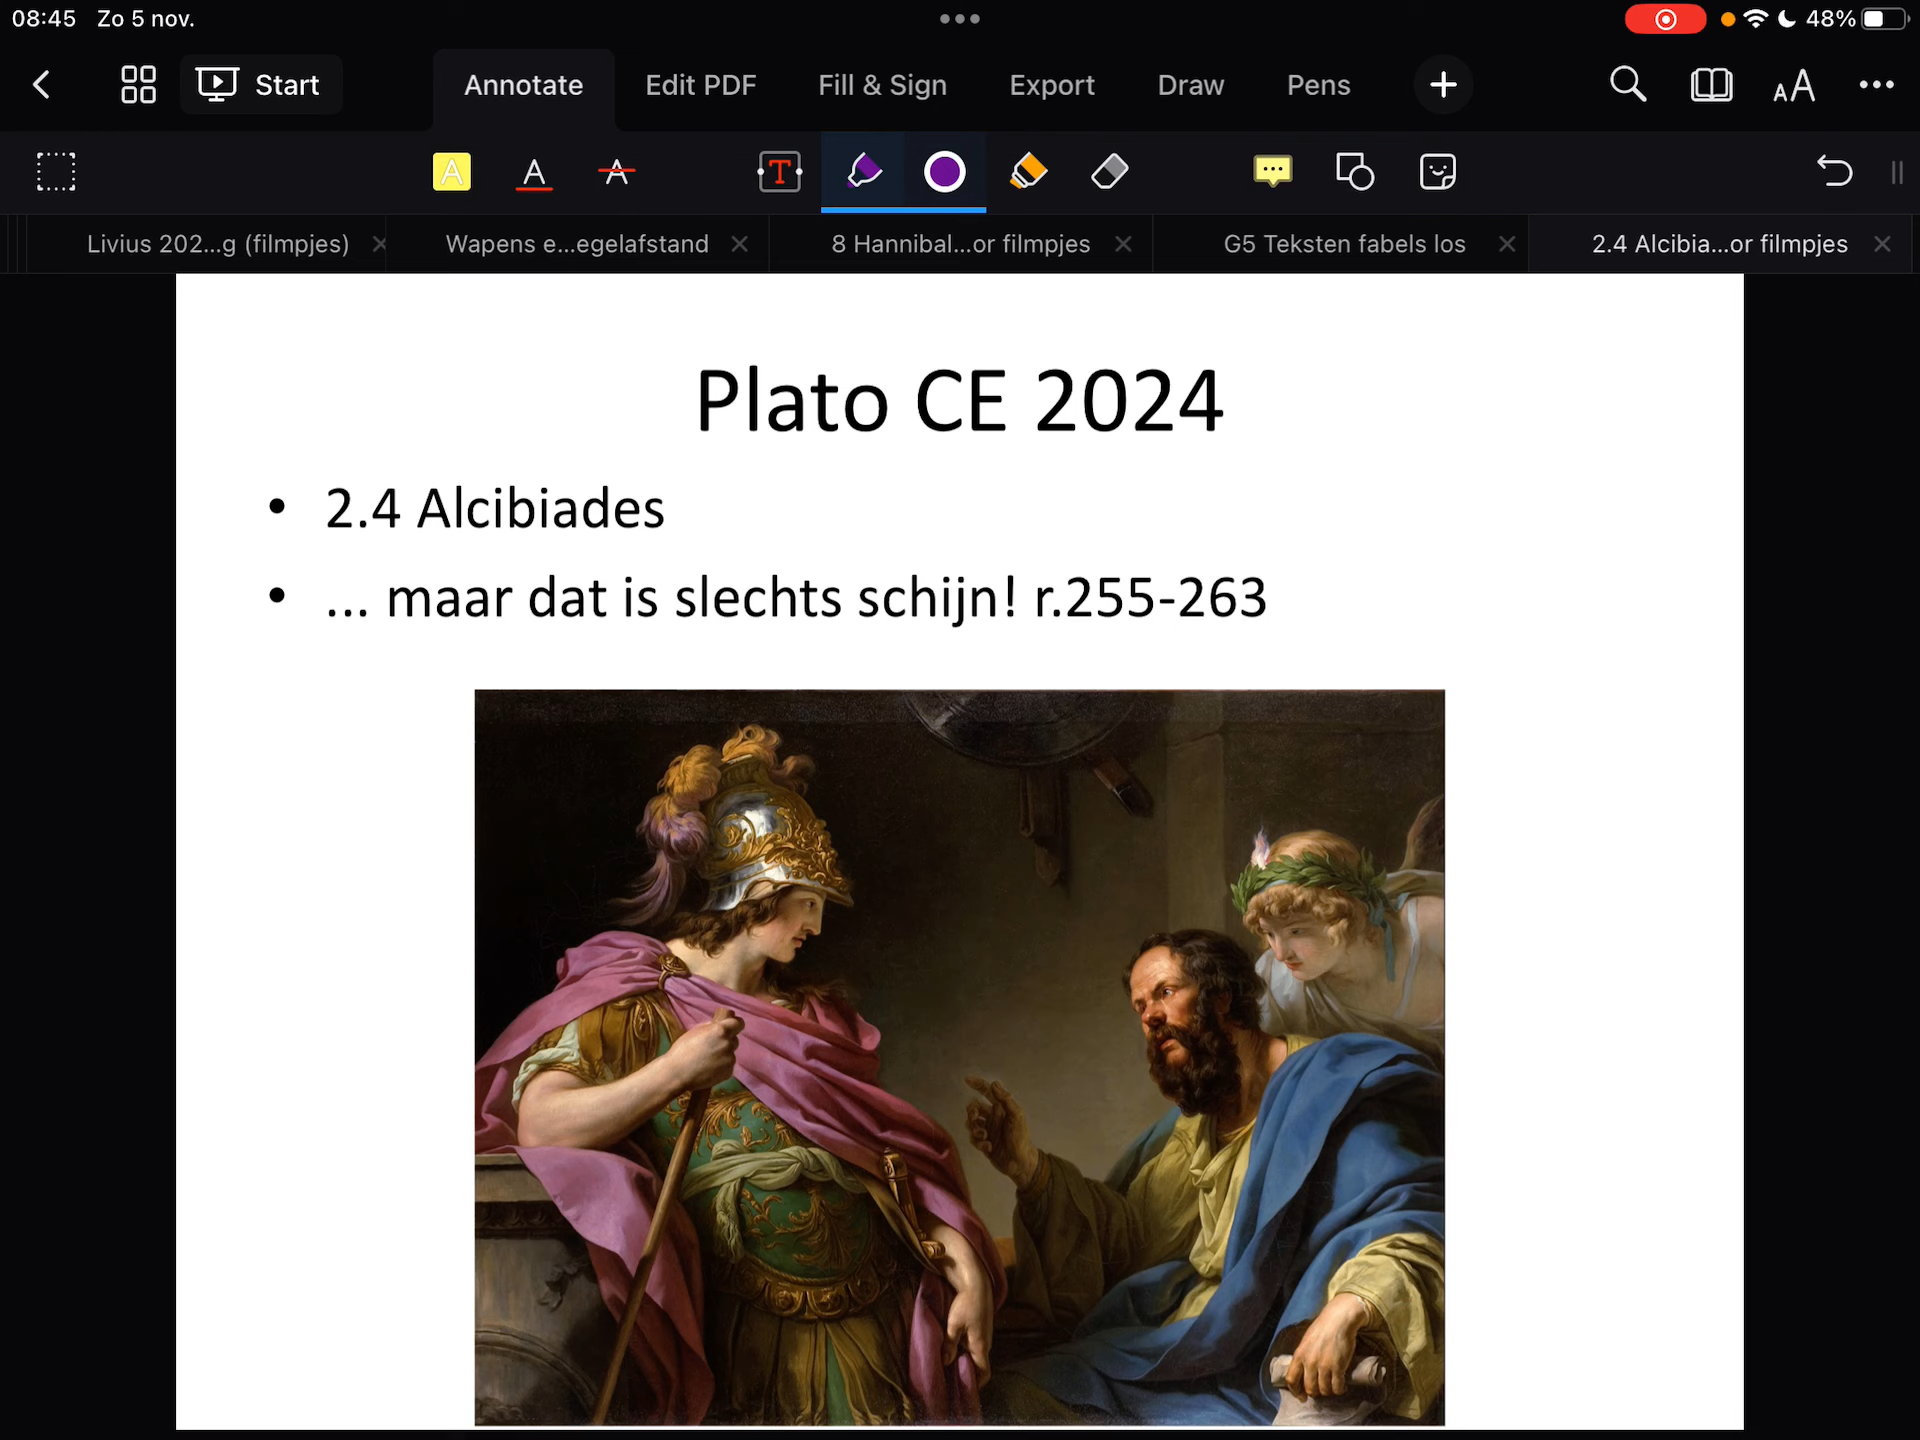 08:45 Zo 5 nov.
48%
Start
Annotate
Edit PDF
Fill & Sign
Export
Draw
Pens
AA
A
A
A
T
Livius 202...g (filmpjes)
Wapens e...egelafstand
8 Hannibal...or filmpjes
G5 Teksten fabels los
2.4 Alcibia...or filmpjes
Plato CE 2024
• 2.4 Alcibiades
• ... maar dat is slechts schijn! r.255-263